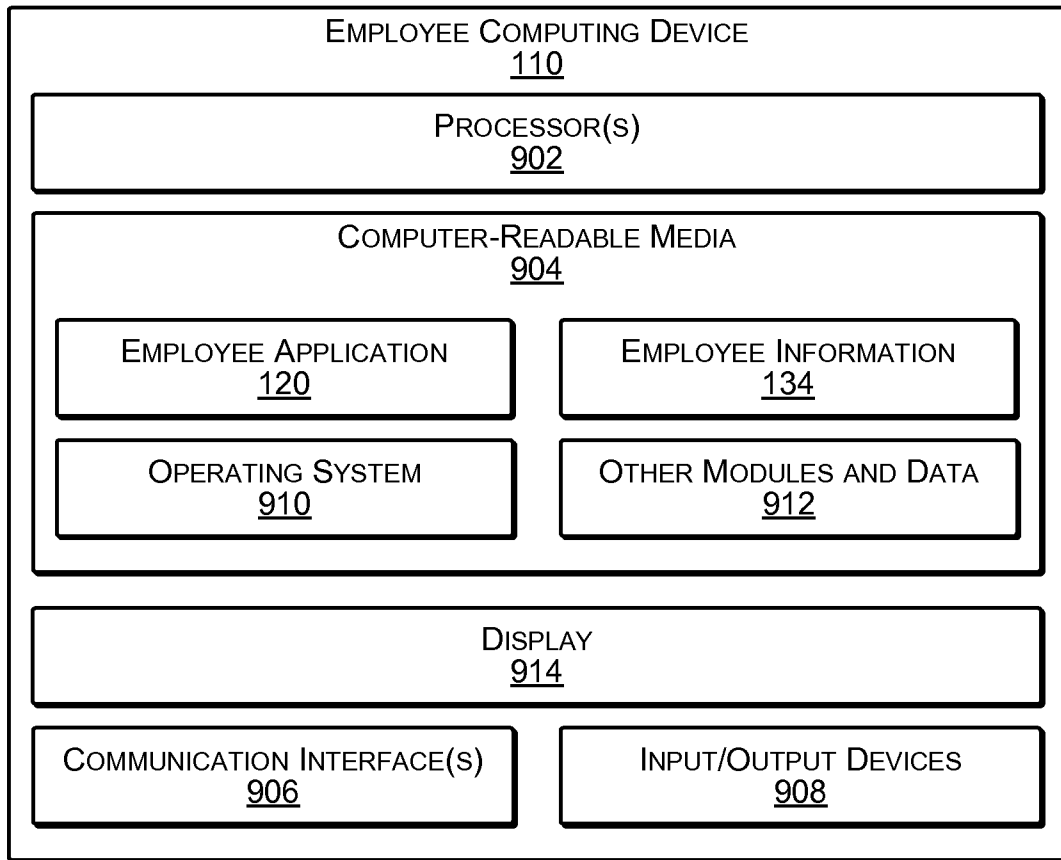 EMPLOYEE COMPUTING DEVICE
110
PROCESSOR(S)
902
COMPUTER-READABLE MEDIA
904
EMPLOYEE APPLICATION
120
EMPLOYEE INFORMATION
134
OPERATING SYSTEM
910
OTHER MODULES AND DATA
912
DISPLAY
914
COMMUNICATION INTERFACE(S)
906
INPUT/OUTPUT DEVICES
908